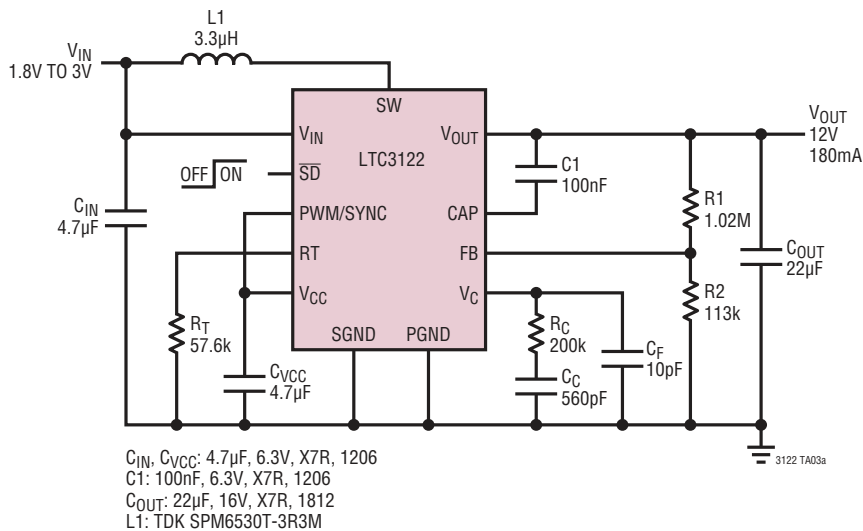 L1
3.3µH
VIN
1.8V TO 3V
SW
VIN
VOUT
LTC3122
VOUT
12V
180mA
OFF ON
SD
C1
100nF
CIN
4.7µF
PWM/SYNC
CAP
R1
1.02M
RT
FB
COUT
22µF
VCC
VC
R2
113k
RT
57.6k
SGND
PGND
RC
200k
CF
10pF
CVCC
4.7µF
CC
560pF
3122 TA03a
CIN, CVCC: 4.7µF, 6.3V, X7R, 1206
C1: 100nF, 6.3V, X7R, 1206
COUT: 22µF, 16V, X7R, 1812
L1: TDK SPM6530T-3R3M